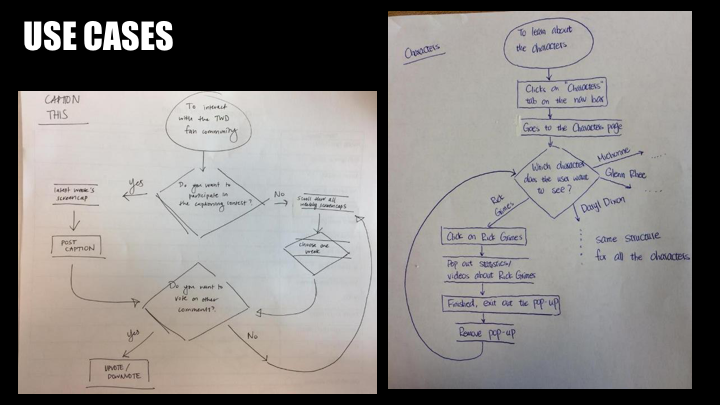 USE CASES
CAPTION
THIS
To interact
with the TWD
fan community
Do you want to
participate in
the captioning contest?
Yes
No
latest week's
screencap
POST
CAPTION
Scroll thru all
weekly screencaps
choose one
week
Do you want to
vote on other
comments?
Yes
No
UPVOTE /
DOWNVOTE
Characters
To learn about
the characters
Clicks on "Characters"
tab on the nav bar
Goes to the Characters page
Which character
does the user want
to see?
Michonne
Glenn Rhee
Daryl Dixon
Rick
Grimes
same structure
for all the characters
Click on Rick Grimes
Pop out statistics/
videos about Rick Grimes
Finished, exit out the pop-up
Remove pop-up